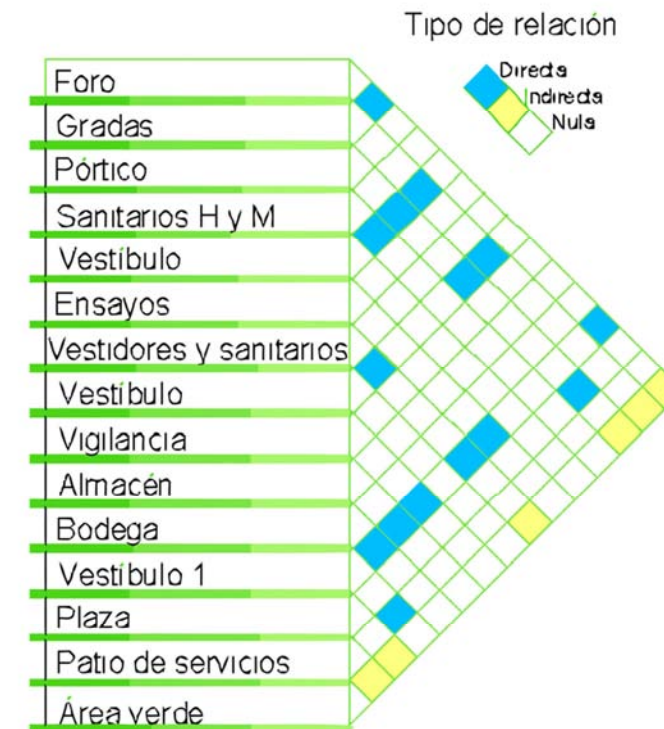 Tipo de relación
Directa
Indirecta
Nula
Foro
Gradas
Pórtico
Sanitarios H y M
Vestíbulo
Ensayos
Vestidores y sanitarios
Vestíbulo
Vigilancia
Almacén
Bodega
Vestíbulo 1
Plaza
Patio de servicios
Área verde